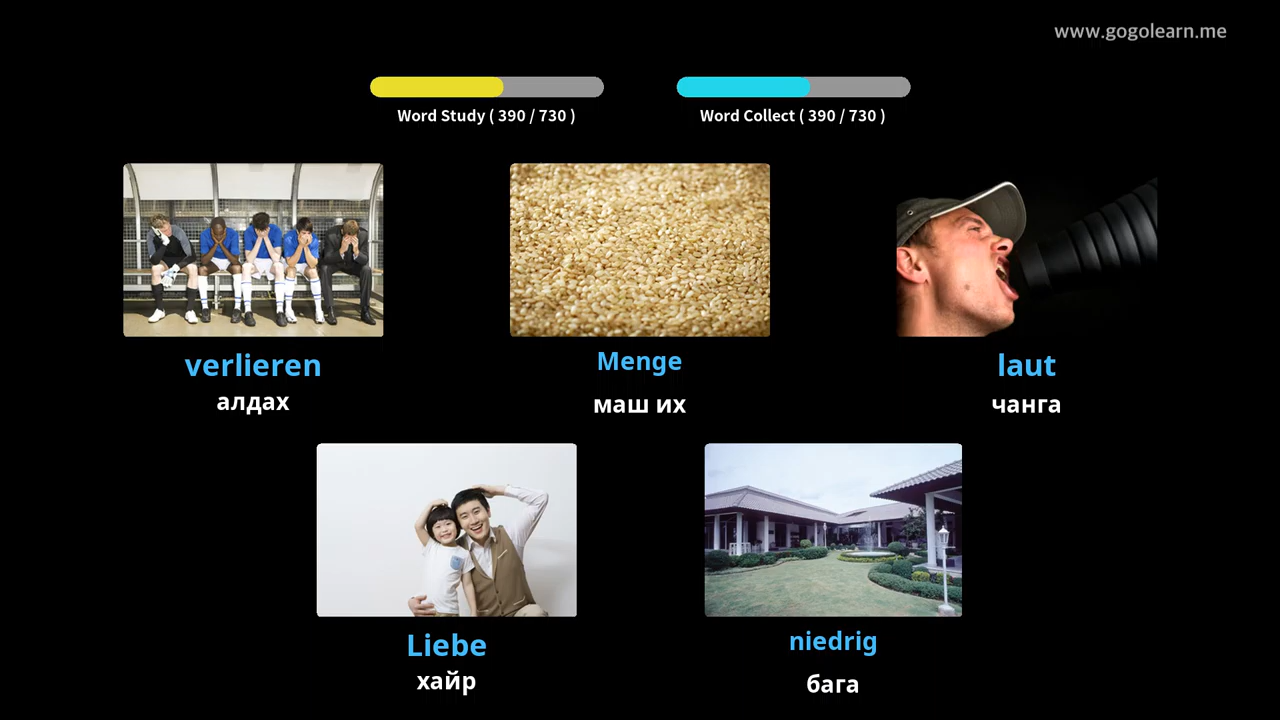 www.gogolearn.me
Word Study ( 390 / 730 )
Word Collect ( 390 / 730 )
verlieren
алдах
Menge
маш их
laut
чанга
Liebe
хайр
niedrig
бага